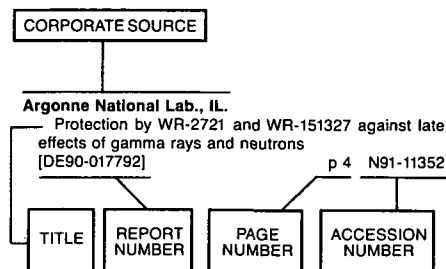 CORPORATE SOURCE
Argonne National Lab., IL.
Protection by WR-2721 and WR-151327 against late
effects of gamma rays and neutrons
[DE90-017792] p 4 N91-11352
TITLE
REPORT NUMBER
PAGE NUMBER
ACCESSION NUMBER